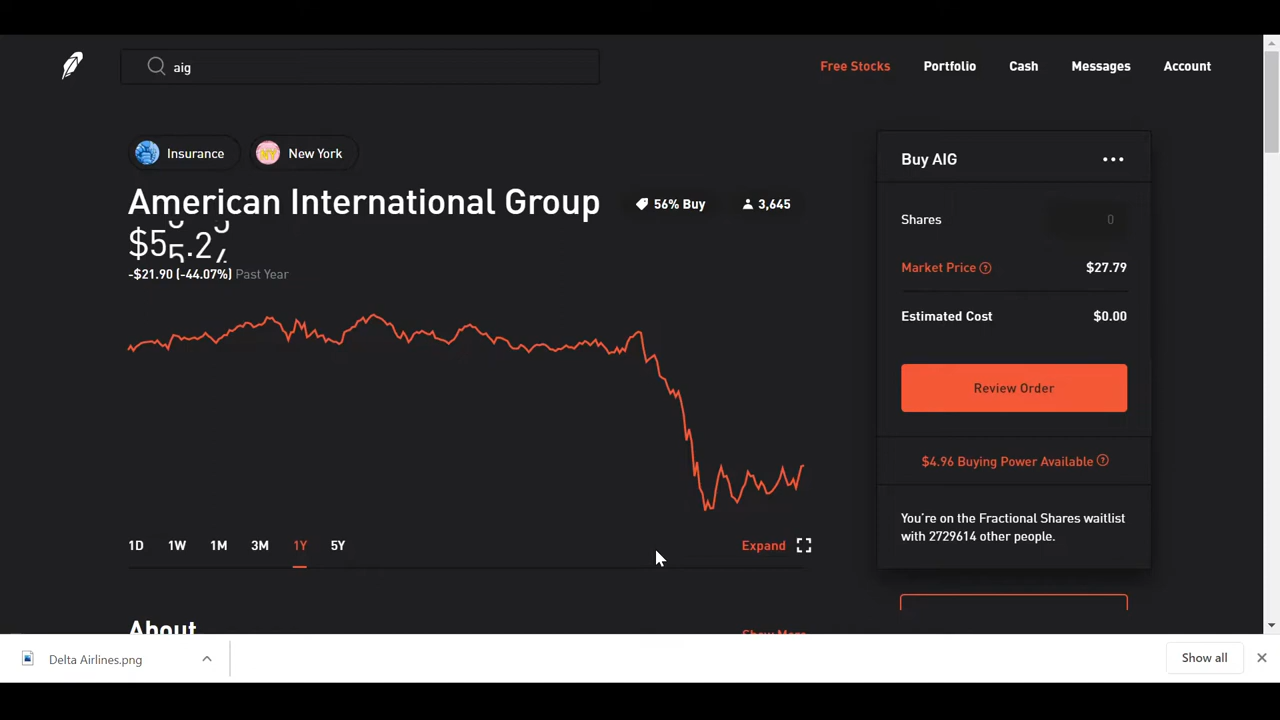 aig
Free Stocks
Portfolio
Cash
Messages
Account
Insurance
New York
American International Group
56% Buy
3,645
-$21.90 (-44.07%) Past Year
1D
1W
1M
3M
1Y
5Y
Expand
About
Buy AIG
Shares
0
Market Price
$27.79
Estimated Cost
$0.00
Review Order
$4.96 Buying Power Available
You're on the Fractional Shares waitlist
with 2729614 other people.
Delta Airlines.png
Show all